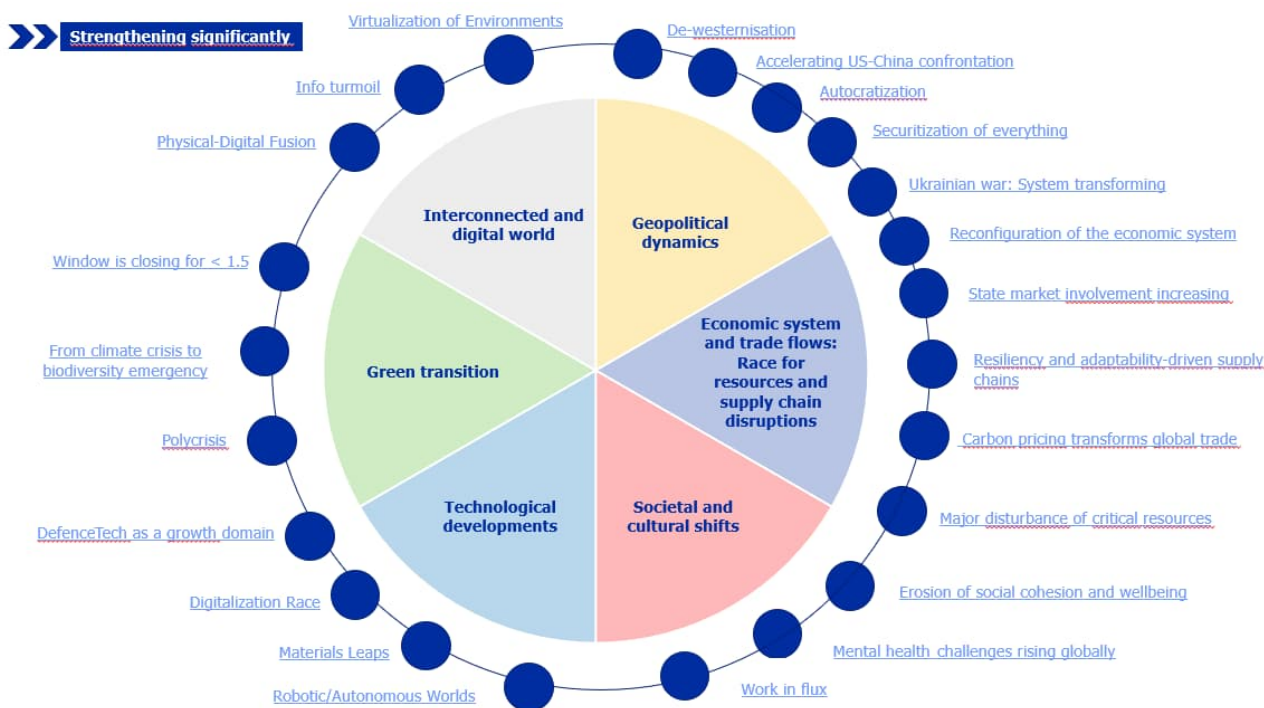 Strengthening significantly
Virtualization of Environments
Info turmoil
Physical-Digital Fusion
Window is closing for < 1.5
From climate crisis to
biodiversity emergency
Polycrisis
DefenceTech as a growth domain
Digitalization Race
Materials Leaps
Robotic/Autonomous Worlds
De-westernisation
Accelerating US-China confrontation
Autocratization
Securitization of everything
Ukrainian war: System transforming
Reconfiguration of the economic system
State market involvement increasing
Resiliency and adaptability-driven supply
chains
Carbon pricing transforms global trade
Major disturbance of critical resources
Erosion of social cohesion and wellbeing
Mental health challenges rising globally
Work in flux
Interconnected and
digital world
Geopolitical
dynamics
Economic system
and trade flows:
Race for
resources and
supply chain
disruptions
Green transition
Technological
developments
Societal and
cultural shifts